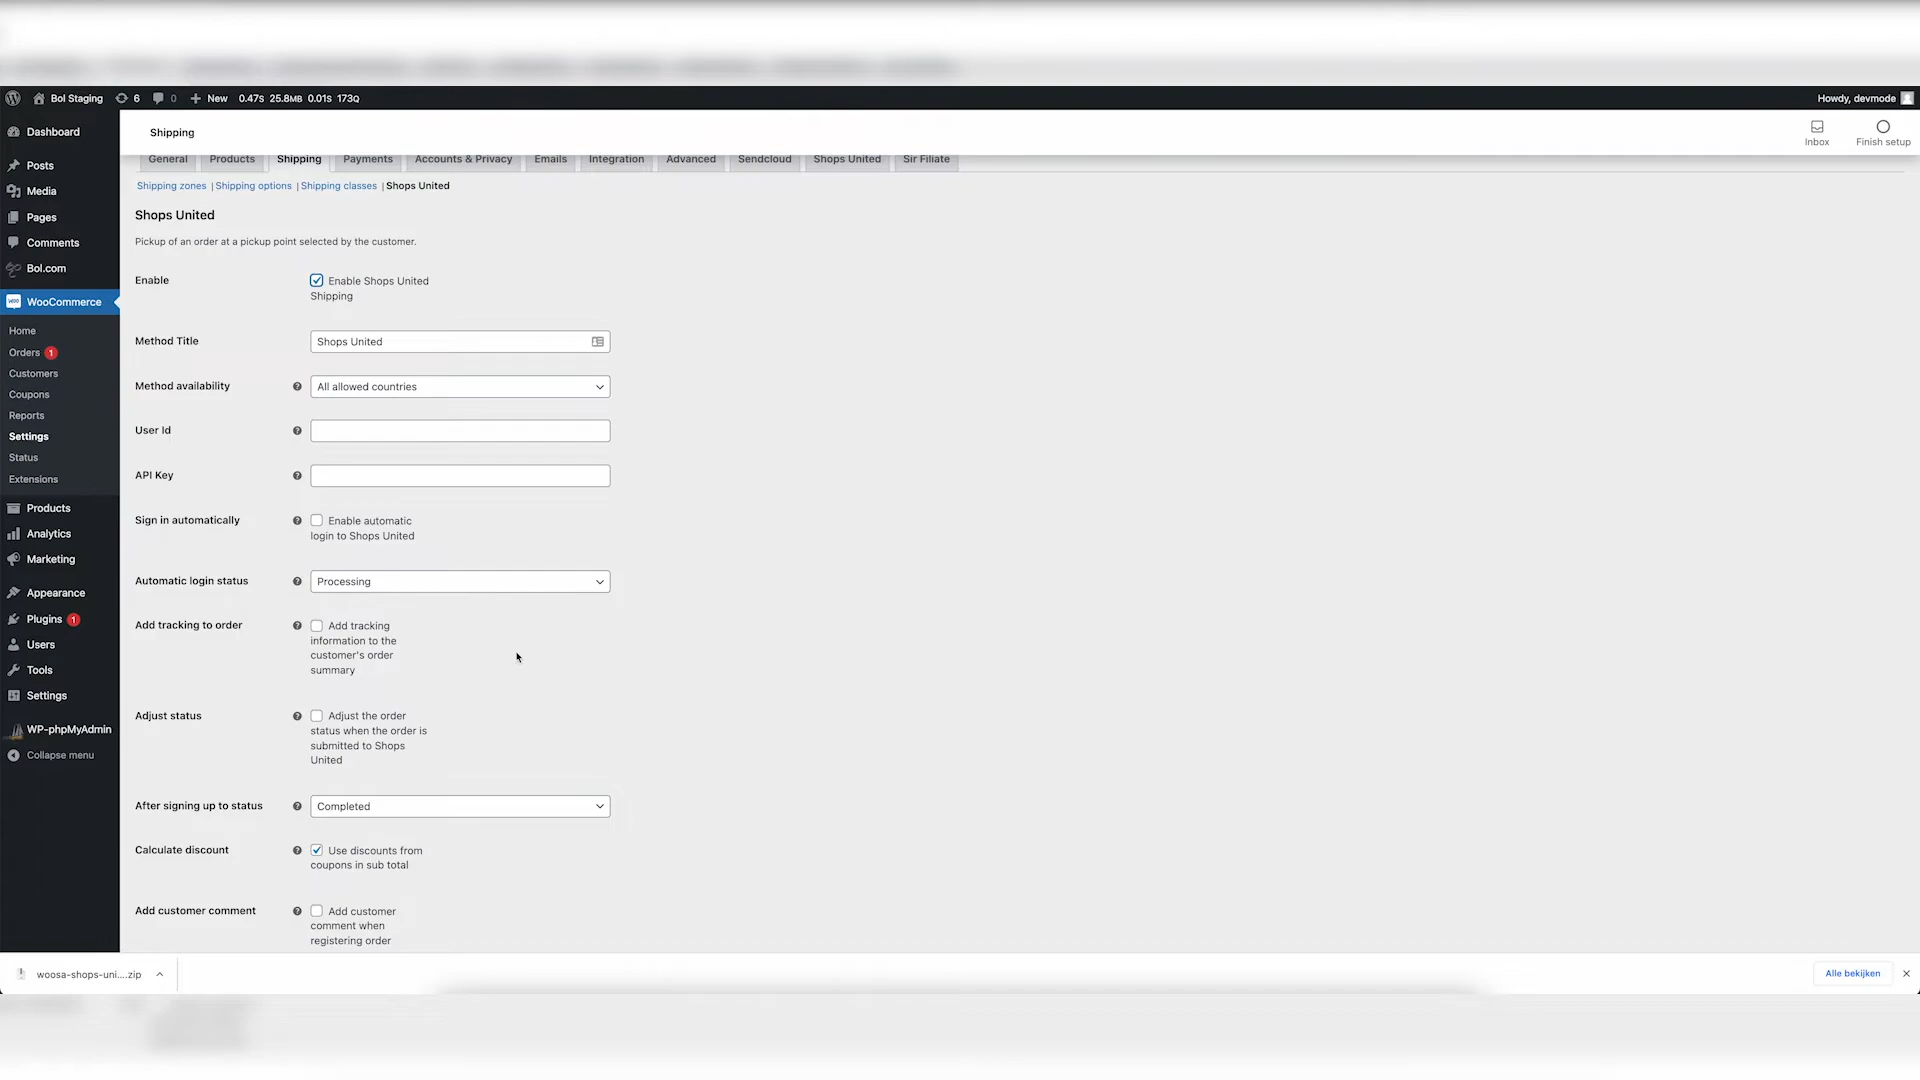 Bol Staging 6 0 New 0.47S 25.8MB 0.01S 173Q Howdy, devmode
Shipping
Inbox
Finish setup
General Products Shipping Payments Accounts & Privacy Emails Integration Advanced Sendcloud Shops United Sir Filiate
Shipping zones | Shipping options | Shipping classes | Shops United
Dashboard
Posts
Media
Pages
Comments
Bol.com
WooCommerce
Home
Orders 1
Customers
Coupons
Reports
Settings
Status
Extensions
Products
Analytics
Marketing
Appearance
Plugins 1
Users
Tools
Settings
WP-phpMyAdmin
Collapse menu
Shops United
Pickup of an order at a pickup point selected by the customer.
Enable
Enable Shops United
Shipping
Method Title
Shops United
Method availability
All allowed countries
User Id
API Key
Sign in automatically
Enable automatic
login to Shops United
Automatic login status
Processing
Add tracking to order
Add tracking
information to the
customer's order
summary
Adjust status
Adjust the order
status when the order is
submitted to Shops
United
After signing up to status
Completed
Calculate discount
Use discounts from
coupons in sub total
Add customer comment
Add customer
comment when
registering order
woosa-shops-uni....zip
Alle bekijken